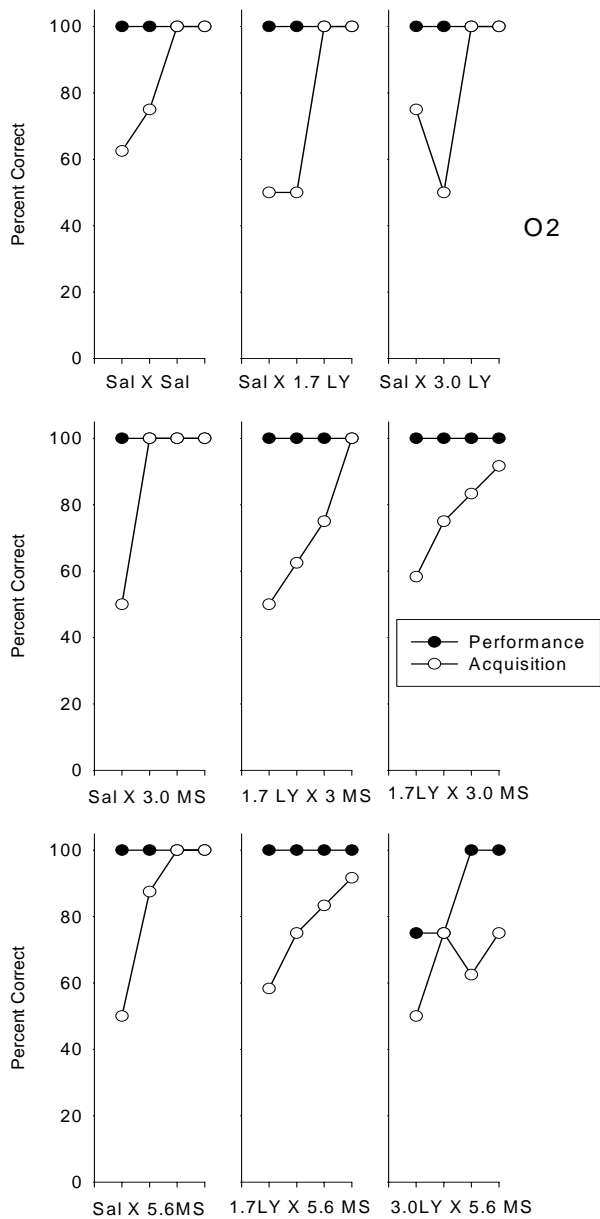 100
80
60
40
20
0
Percent Correct
O2
Sal X Sal
Sal X 1.7 LY
Sal X 3.0 LY
100
80
60
40
20
0
Percent Correct
Performance
Acquisition
Sal X 3.0 MS
1.7 LY X 3 MS
1.7LY X 3.0 MS
100
80
60
40
20
0
Percent Correct
Sal X 5.6MS
1.7LY X 5.6 MS
3.0LY X 5.6 MS